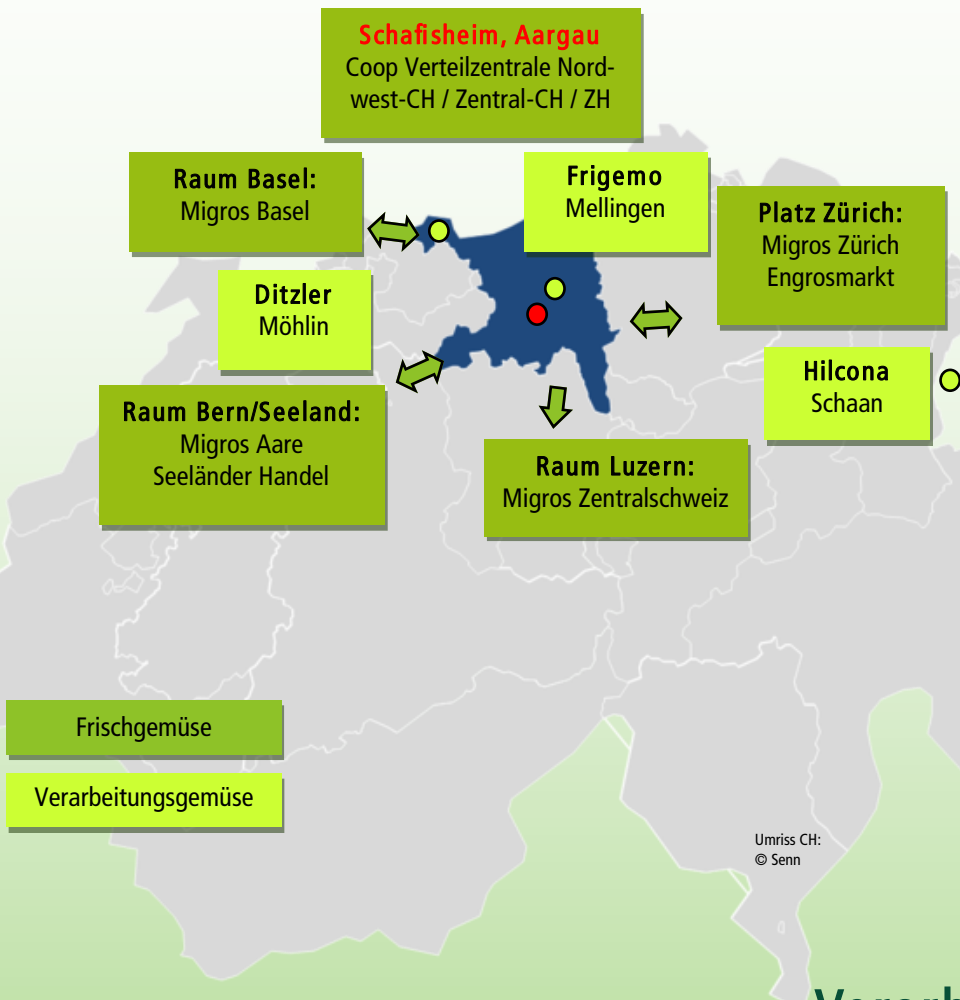 Schafisheim, Aargau
Coop Verteilzentrale Nord-
west-CH / Zentral-CH / ZH
Raum Basel:
Migros Basel
Frigemo
Mellingen
Platz Zürich:
Migros Zürich
Engrosmarkt
Ditzler
Möhlin
Hilcona
Schaan
Raum Bern/Seeland:
Migros Aare
Seeländer Handel
Raum Luzern:
Migros Zentralschweiz
Frischgemüse
Verarbeitungsgemüse
Umriss CH:
© Senn